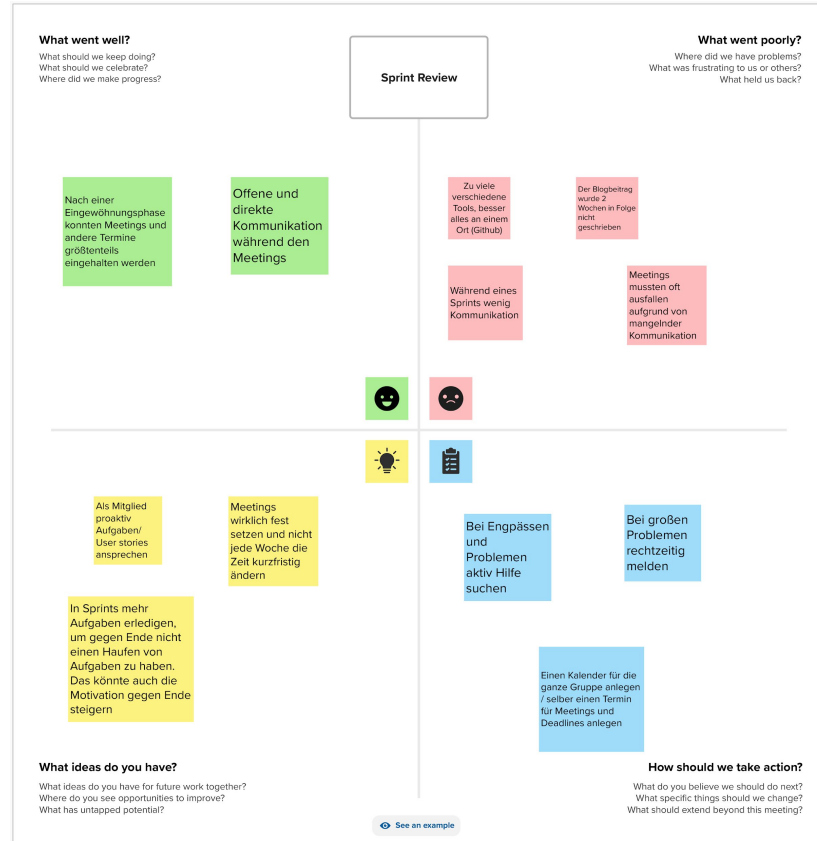 What went well?
What should we keep doing?
What should we celebrate?
Where did we make progress?
Sprint Review
What went poorly?
Where did we have problems?
What was frustrating to us or others?
What held us back?
Nach einer
Eingewöhnungsphase
konnten Meetings und
andere Termine
größtenteils
eingehalten werden
Offene und
direkte
Kommunikation
während den
Meetings
Zu viele
verschiedene
Tools, besser
alles an einem
Ort (Github)
Der Blogbeitrag
wurde 2
Wochen in Folge
nicht
geschrieben
Während eines
Sprints wenig
Kommunikation
Meetings
mussten oft
ausfallen
aufgrund von
mangelnder
Kommunikation
Als Mitglied
proaktiv
Aufgaben/
User stories
ansprechen
Meetings
wirklich fest
setzen und nicht
jede Woche die
Zeit kurzfristig
ändern
In Sprints mehr
Aufgaben erledigen,
um gegen Ende nicht
einen Haufen von
Aufgaben zu haben.
Das könnte auch die
Motivation gegen Ende
steigern
Bei Engpässen
und
Problemen
aktiv Hilfe
suchen
Bei großen
Problemen
rechtzeitig
melden
Einen Kalender für die
ganze Gruppe anlegen
/ selber einen Termin
für Meetings und
Deadlines anlegen
What ideas do you have?
What ideas do you have for future work together?
Where do you see opportunities to improve?
What has untapped potential?
How should we take action?
What do you believe we should do next?
What specific things should we change?
What should extend beyond this meeting?
See an example